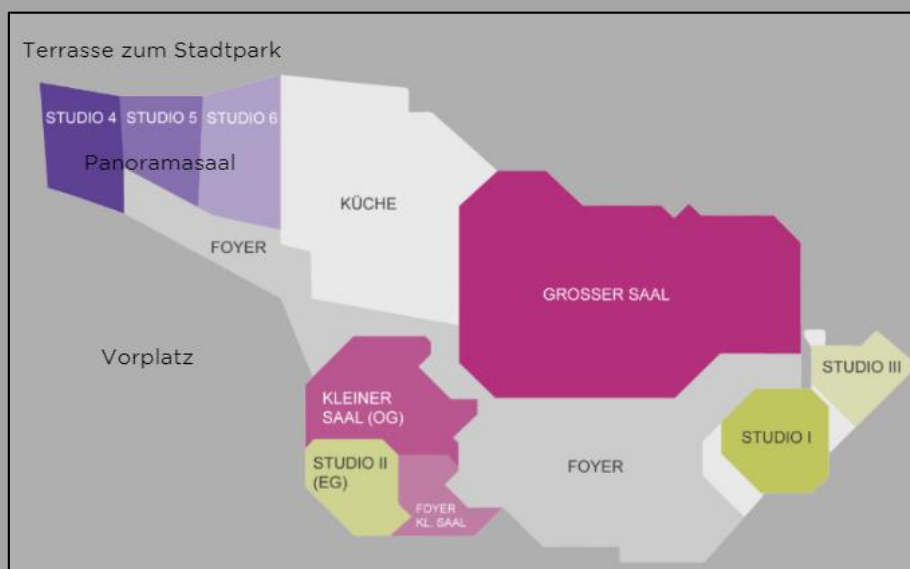 Terrasse zum Stadtpark
STUDIO 4
STUDIO 5
STUDIO 6
Panoramasaal
KÜCHE
FOYER
GROSSER SAAL
Vorplatz
STUDIO III
KLEINER
SAAL (OG)
STUDIO I
STUDIO II
(EG)
FOYER
FOYER
KL. SAAL